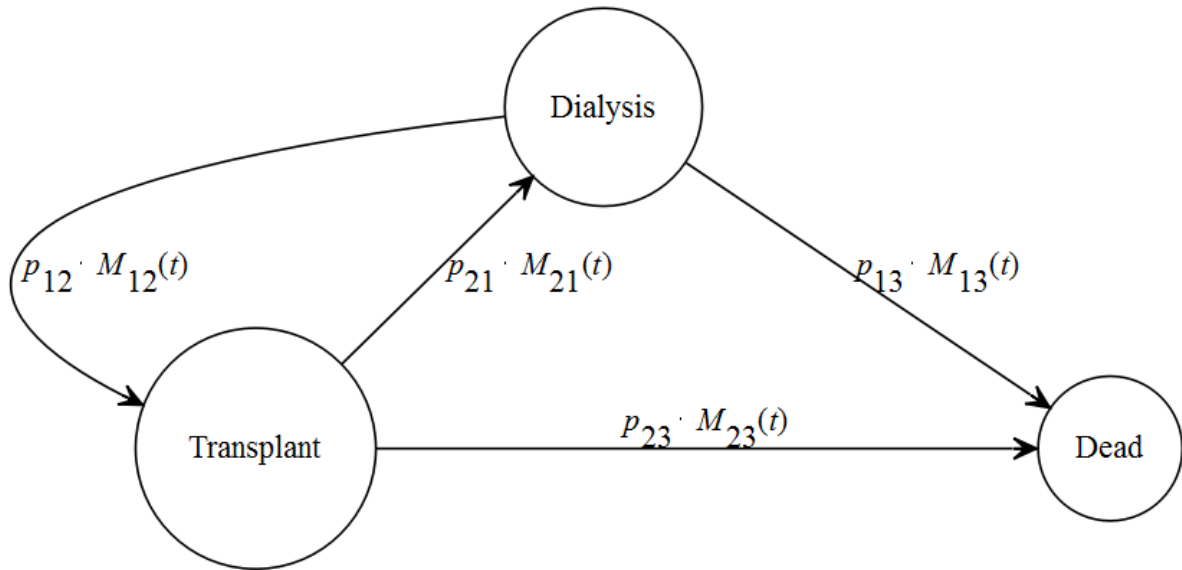 Dialysis
p12 · M12(t)
p21 · M21(t)
p13 · M13(t)
p23 · M23(t)
Transplant
Dead